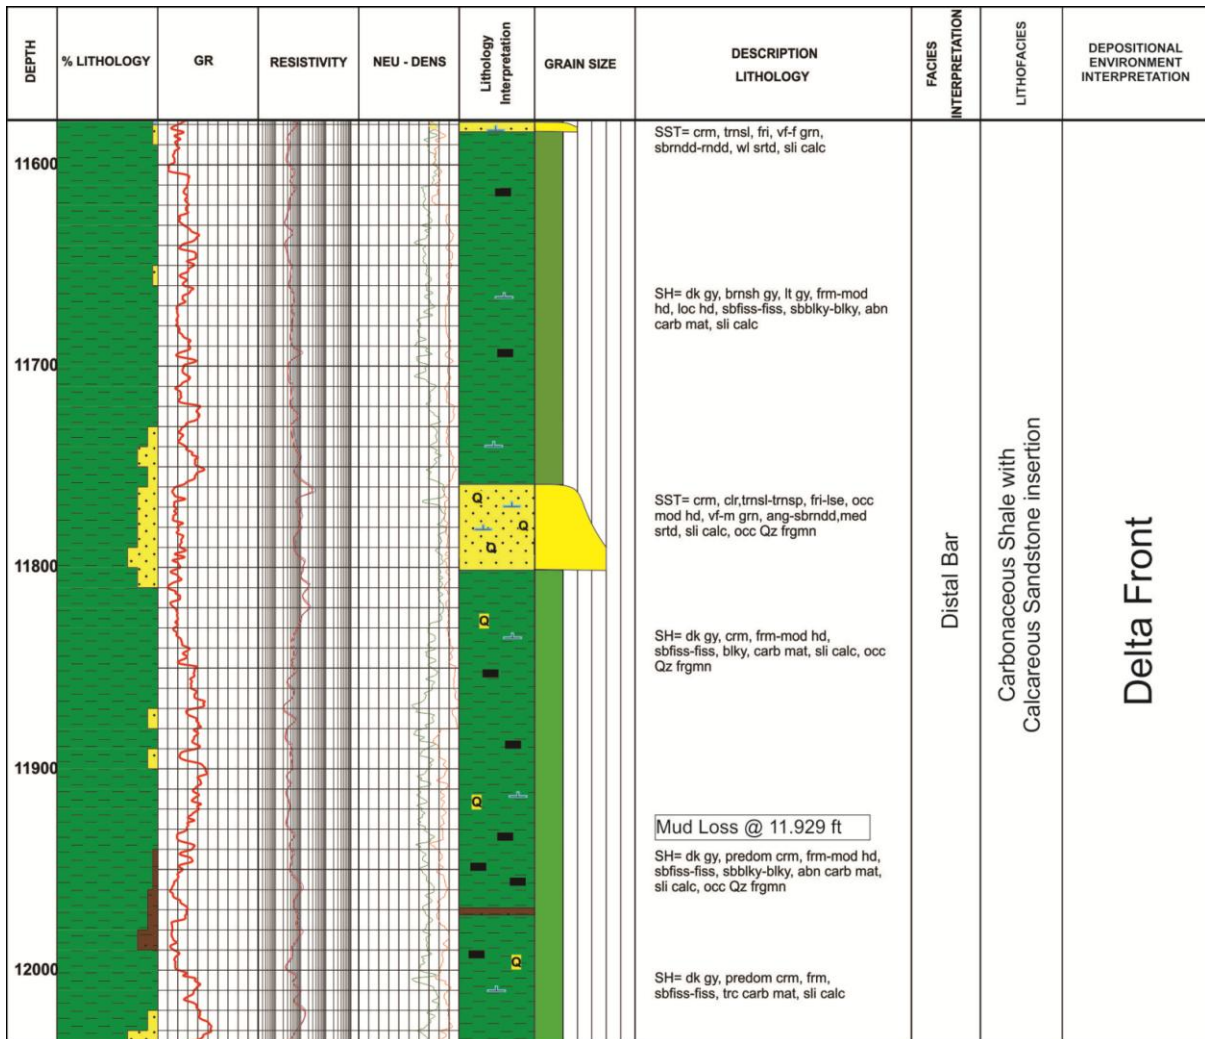 DEPTH
% LITHOLOGY
GR
RESISTIVITY
NEU - DENS
Lithology
Interpretation
GRAIN SIZE
DESCRIPTION
LITHOLOGY
FACIES
INTERPRETATION
LITHOFACIES
DEPOSITIONAL
ENVIRONMENT
INTERPRETATION
SST= crm, trnsl, fri, vf-f grn,
sbrndd-rndd, wl srtd, sli calc
11600
SH= dk gy, brnsh gy, lt gy, frm-mod
hd, loc hd, sbfiss-fiss, sbblky-blky, abn
carb mat, sli calc
11700
Q
Q
Q
SST= crm, clr,trnsl-trnsp, fri-lse, occ
mod hd, vf-m grn, ang-sbrndd,med
srtd, sli calc, occ Qz frgmn
11800
Q
SH= dk gy, crm, frm-mod hd,
sbfiss-fiss, blky, carb mat, sli calc, occ
Qz frgmn
Distal Bar
Carbonaceous Shale with
Calcareous Sandstone insertion
Delta Front
11900
Q
Mud Loss @ 11.929 ft
SH= dk gy, predom crm, frm-mod hd,
sbfiss-fiss, sbblky-blky, abn carb mat,
sli calc, occ Qz frgmn
Q
12000
SH= dk gy, predom crm, frm,
sbfiss-fiss, trc carb mat, sli calc